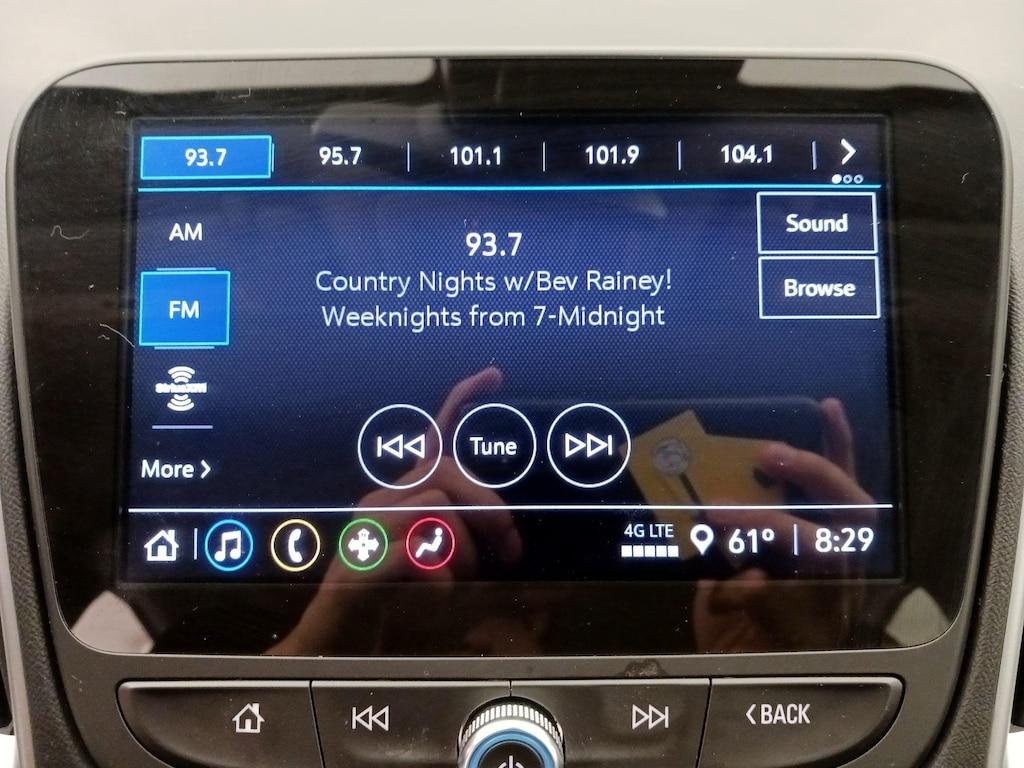 93.7 95.7 101.1 101.9 104.1
AM
FM
SiriusXM
More
93.7
Country Nights w/Bev Rainey!
Weeknights from 7-Midnight
Sound
Browse
Tune
4G LTE
61° 8:29
BACK